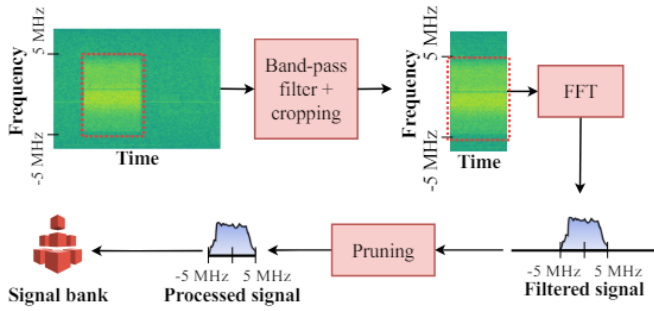 Frequency
-5 MHz
5 MHz
Time
Band-pass
filter +
cropping
Frequency
-5 MHz
5 MHz
Time
FFT
Signal bank
-5 MHz
5 MHz
Processed signal
Pruning
-5 MHz
5 MHz
Filtered signal